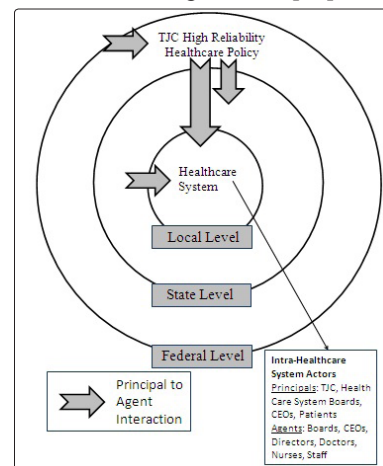 TJC High Reliability
Healthcare Policy
Healthcare
System
Local Level
State Level
Federal Level
Principal to
Agent
Interaction
Intra-Healthcare
System Actors
Principals: TJC, Health
Care System Boards,
CEOs, Patients
Agents: Boards, CEOs,
Directors, Doctors,
Nurses, Staff